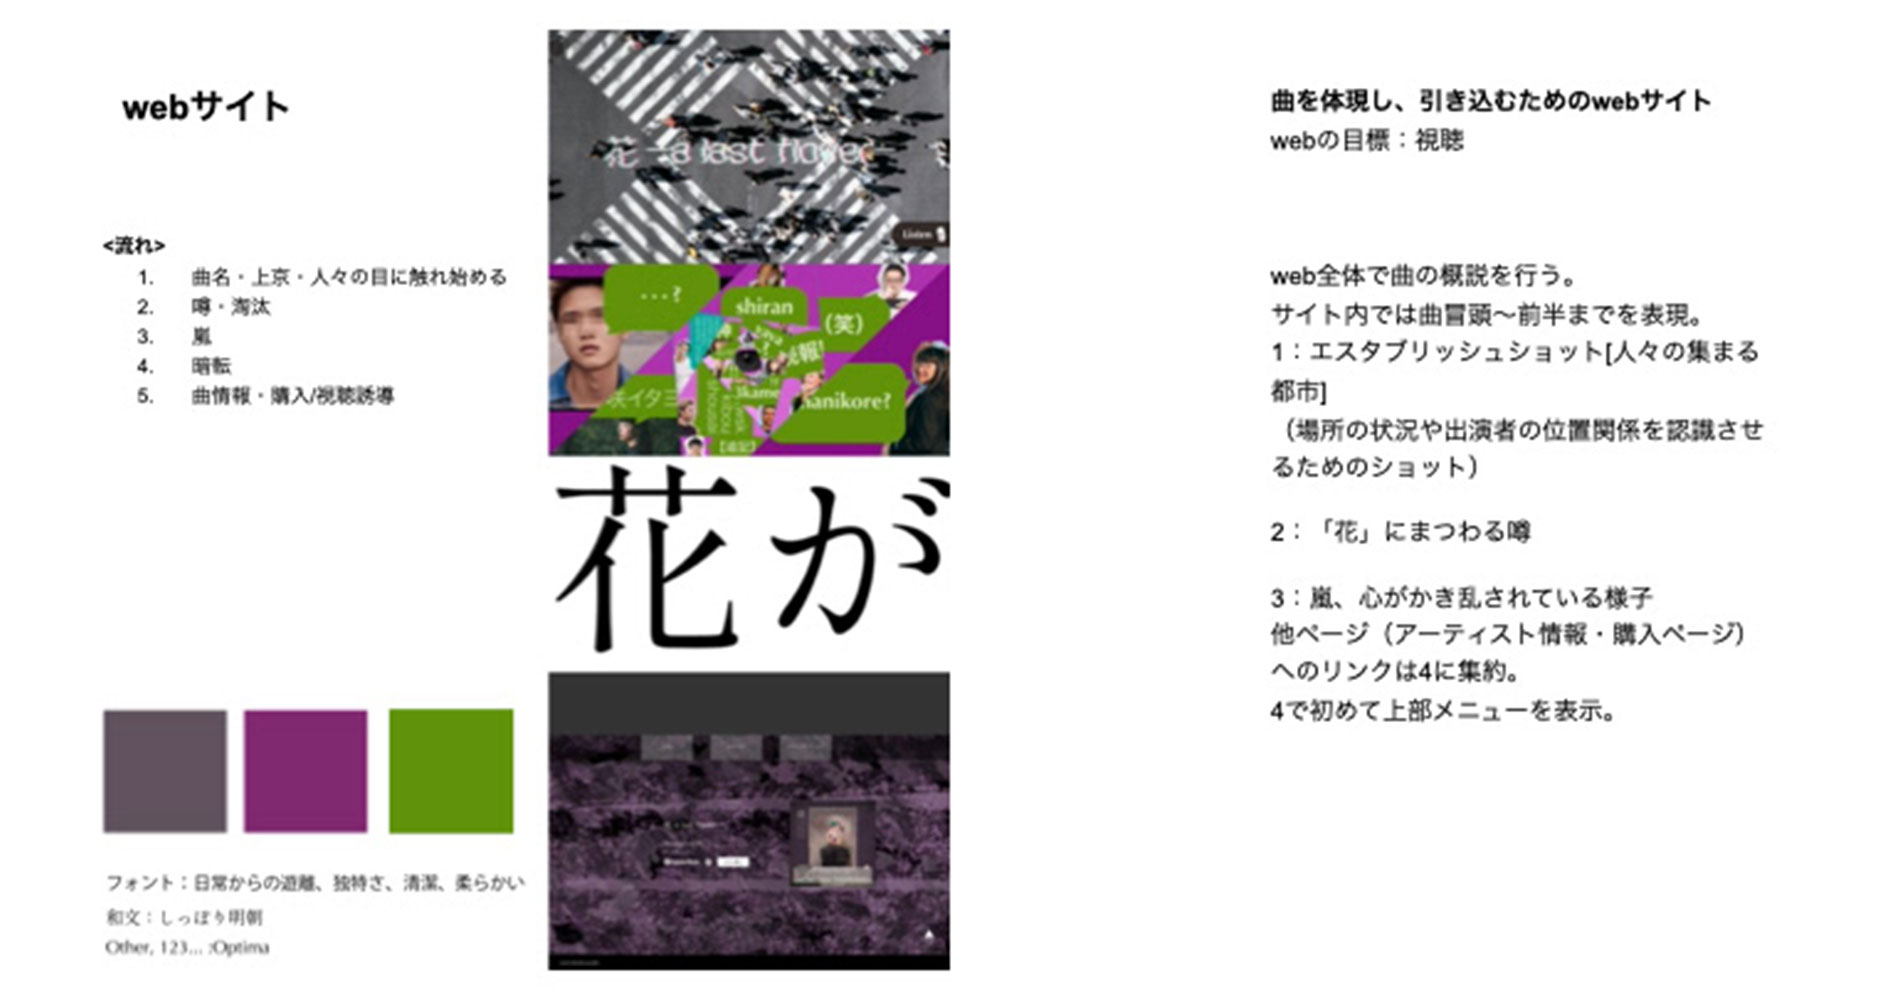 webサイト
<流れ>
1. 曲名・上京・人々の目に触れ始める
2. 噂・淘汰
3. 嵐
4. 暗転
5. 曲情報・購入/視聴誘導
フォント：日常からの遊離、独特さ、清潔、柔らかい
和文：しっぽり明朝
Other, 123... :Optima
花 -a last flower-
Listen
…?
shiran
（笑）
咲イタヨ
nanikore?
【追記】
花が
曲を体現し、引き込むためのwebサイト
webの目標：視聴
web全体で曲の概説を行う。
サイト内では曲冒頭〜前半までを表現。
1：エスタブリッシュショット[人々の集まる
都市]
（場所の状況や出演者の位置関係を認識させ
るためのショット）
2：「花」にまつわる噂
3：嵐、心がかき乱されている様子
他ページ（アーティスト情報・購入ページ）
へのリンクは4に集約。
4で初めて上部メニューを表示。